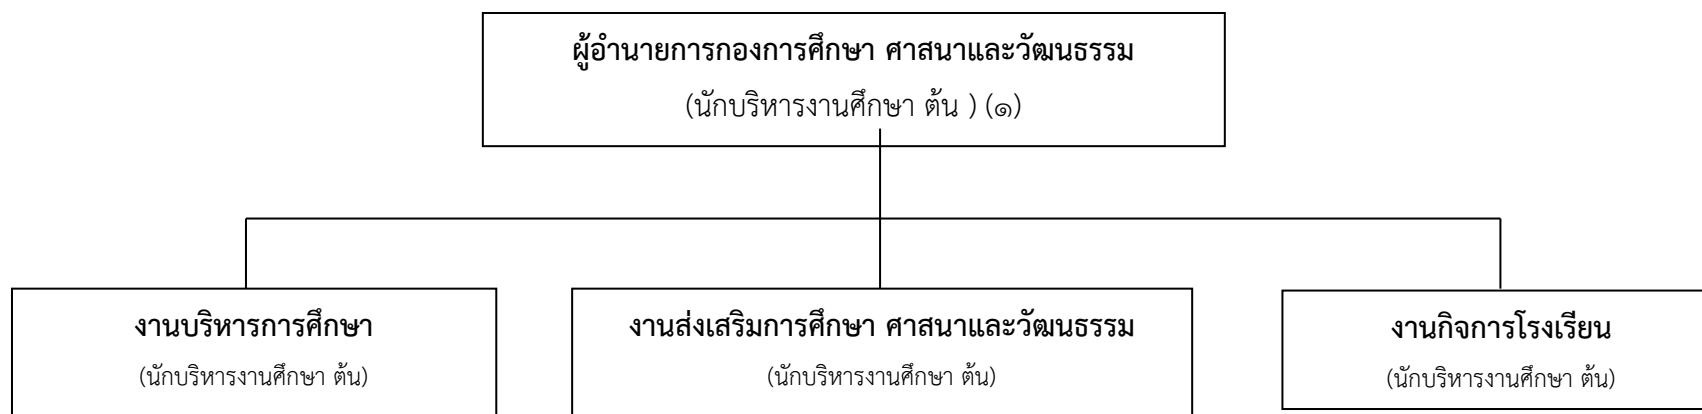 ผู้อำนายการกองการศึกษา ศาสนาและวัฒนธรรม
(นักบริหารงานศึกษา ต้น ) (๑)
งานบริหารการศึกษา
(นักบริหารงานศึกษา ต้น)
งานส่งเสริมการศึกษา ศาสนาและวัฒนธรรม
(นักบริหารงานศึกษา ต้น)
งานกิจการโรงเรียน
(นักบริหารงานศึกษา ต้น)